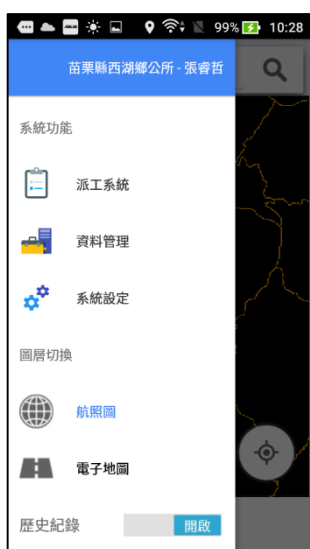 99% 10:28
苗栗縣西湖鄉公所 - 張睿哲
系統功能
派工系統
資料管理
系統設定
圖層切換
航照圖
電子地圖
歷史紀錄 開啟